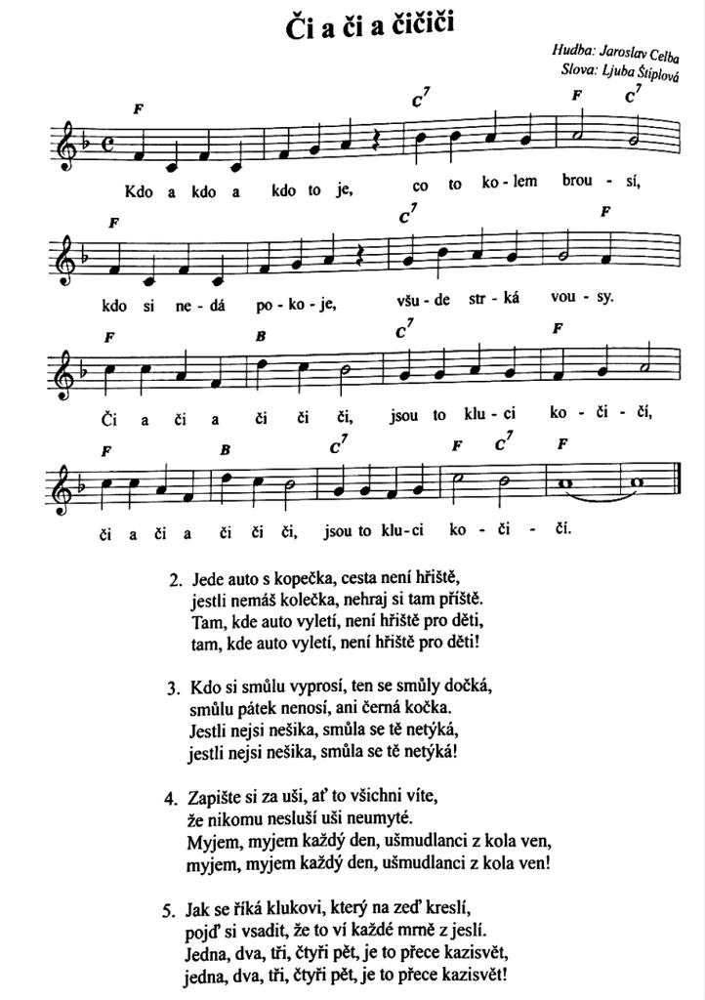 Či a či a čičiči
Hudba: Jaroslav Celba
Slova: Ljuba Štíplová
F C7 F C7
Kdo a kdo a kdo to je, co to ko-lem brou - sí,
F C7 F
kdo si ne - dá po - ko - je, všu - de str - ká vou - sy.
F B C7 F
Či a či a či či či, jsou to klu - ci ko - či - čí,
F B C7 F C7 F
či a či a či či či, jsou to klu - ci ko - či - čí.
2. Jede auto s kopečka, cesta není hřiště,
jestli nemáš kolečka, nehraj si tam příště.
Tam, kde auto vyletí, není hřiště pro děti,
tam, kde auto vyletí, není hřiště pro děti!
3. Kdo si smůlu vyprosí, ten se smůly dočká,
smůlu pátek nenosí, ani černá kočka.
Jestli nejsi nešika, smůla se tě netýká,
jestli nejsi nešika, smůla se tě netýká!
4. Zapište si za uši, ať to všichni víte,
že nikomu nesluší uši neumyté.
Myjem, myjem každý den, ušmudlanci z kola ven,
myjem, myjem každý den, ušmudlanci z kola ven!
5. Jak se říká klukovi, který na zeď kreslí,
pojď si vsadit, že to ví každé mrně z jeslí.
Jedna, dva, tři, čtyři pět, je to přece kazisvět,
jedna, dva, tři, čtyři pět, je to přece kazisvět!